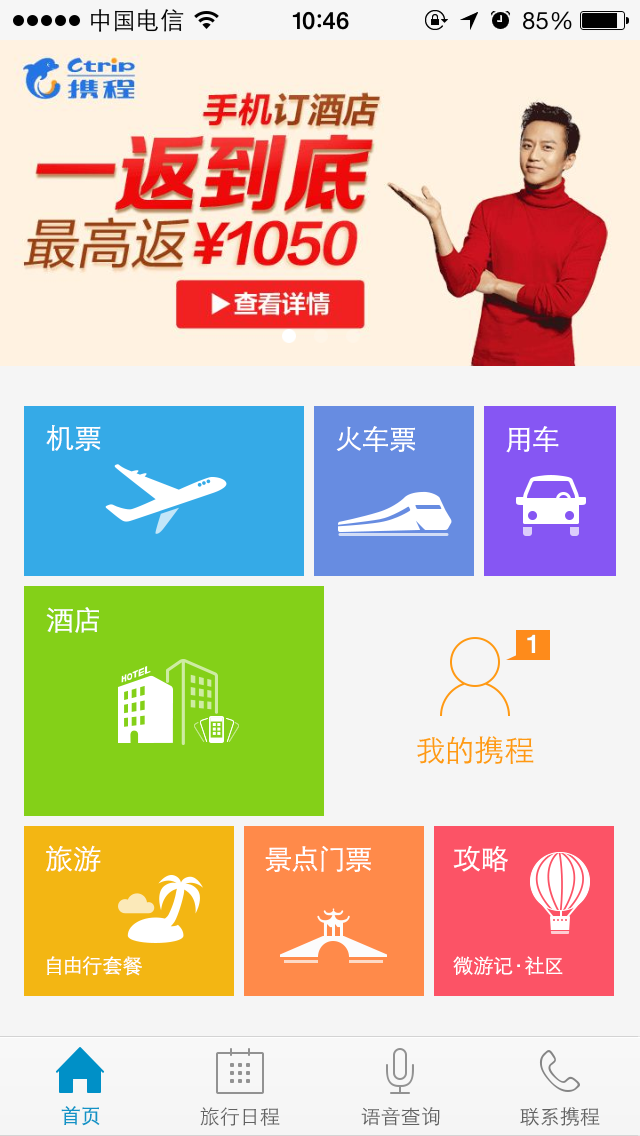 中国电信 10:46 85%
Ctrip
携程
手机订酒店
一返到底
最高返¥1050
▶查看详情
机票 火车票 用车
酒店
HOTEL
1
我的携程
旅游 景点门票 攻略
自由行套餐 微游记·社区
首页 旅行日程 语音查询 联系携程